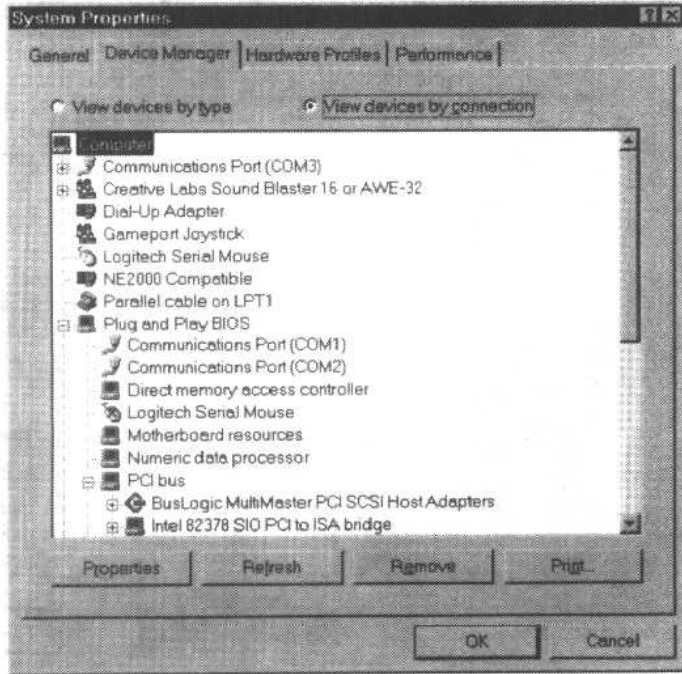 System Properties
General Device Manager Hardware Profiles Performance
View devices by type View devices by connection
Computer
Communications Port (COM3)
Creative Labs Sound Blaster 16 or AWE-32
Dial-Up Adapter
Gameport Joystick
Logitech Serial Mouse
NE2000 Compatible
Parallel cable on LPT1
Plug and Play BIOS
Communications Port (COM1)
Communications Port (COM2)
Direct memory access controller
Logitech Serial Mouse
Motherboard resources
Numeric data processor
PCI bus
BusLogic MultiMaster PCI SCSI Host Adapters
Intel 82378 SIO PCI to ISA bridge
Properties Refresh Remove Print...
OK Cancel